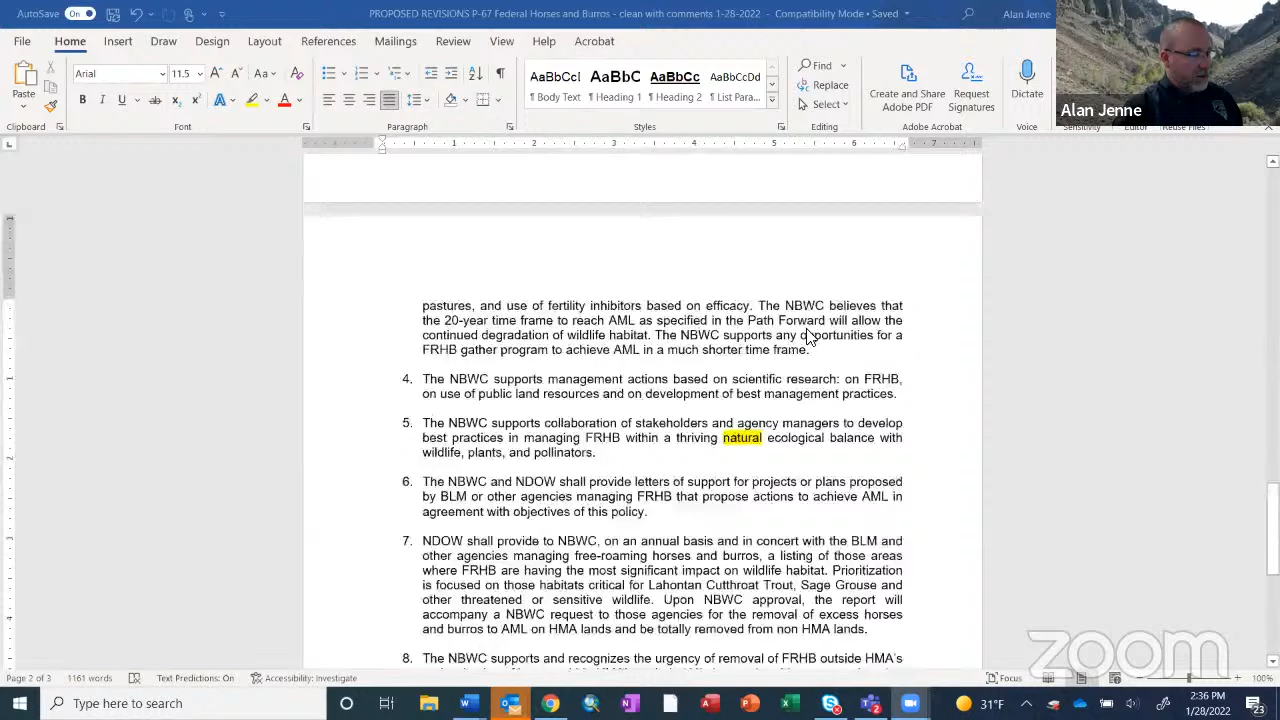 AutoSave On PROPOSED REVISIONS P-67 Federal Horses and Burros - clean with comments 1-28-2022 - Compatibility Mode • Saved Alan Jenne
File Home Insert Draw Design Layout References Mailings Review View Help Acrobat
Paste Arial 11.5 Aa A A ab x A A
AaBbCcI AaBbC AaBbCc AaBbCcDd
¶ Body Text ¶ Heading 1 ¶ Heading 2 ¶ List Para...
Find
Replace
Select
Create and Share Adobe PDF
Request Signatures
Dictate
Clipboard Font Paragraph Styles Editing Adobe Acrobat Voice Sensitivity Editor Reuse Files
Alan Jenne
1 2 3 4 5 6 7
pastures, and use of fertility inhibitors based on efficacy. The NBWC believes that
the 20-year time frame to reach AML as specified in the Path Forward will allow the
continued degradation of wildlife habitat. The NBWC supports any opportunities for a
FRHB gather program to achieve AML in a much shorter time frame.
4. The NBWC supports management actions based on scientific research: on FRHB,
on use of public land resources and on development of best management practices.
5. The NBWC supports collaboration of stakeholders and agency managers to develop
best practices in managing FRHB within a thriving natural ecological balance with
wildlife, plants, and pollinators.
6. The NBWC and NDOW shall provide letters of support for projects or plans proposed
by BLM or other agencies managing FRHB that propose actions to achieve AML in
agreement with objectives of this policy.
7. NDOW shall provide to NBWC, on an annual basis and in concert with the BLM and
other agencies managing free-roaming horses and burros, a listing of those areas
where FRHB are having the most significant impact on wildlife habitat. Prioritization
is focused on those habitats critical for Lahontan Cutthroat Trout, Sage Grouse and
other threatened or sensitive wildlife. Upon NBWC approval, the report will
accompany a NBWC request to those agencies for the removal of excess horses
and burros to AML on HMA lands and be totally removed from non HMA lands.
8. The NBWC supports and recognizes the urgency of removal of FRHB outside HMA's
zoom
Page 2 of 3 1161 words Text Predictions: On Accessibility: Investigate Focus 100%
Type here to search 31°F 2:36 PM
1/28/2022 23